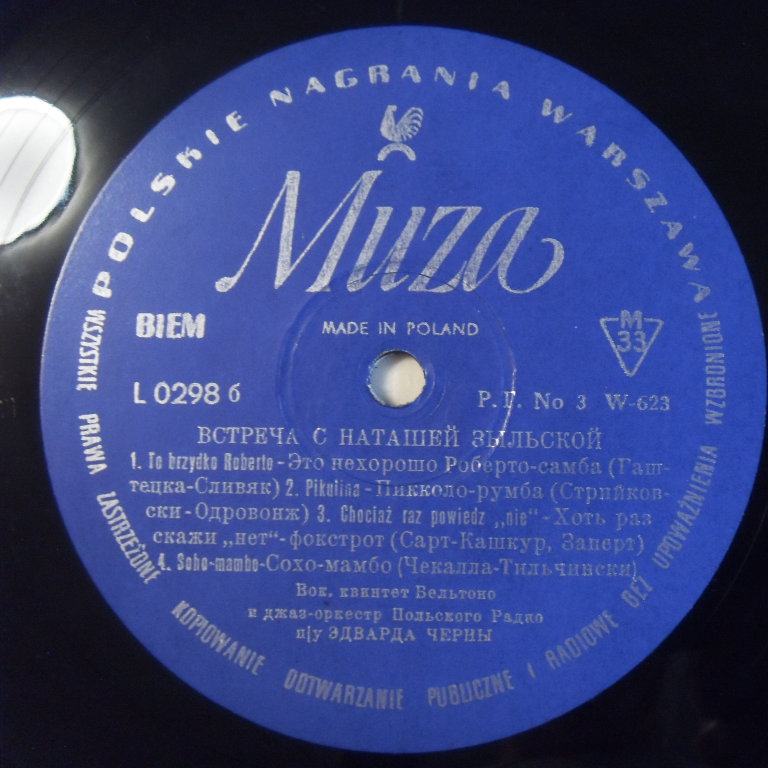 POLSKIE NAGRANIA WARSZAWA
Muza
BIEM
MADE IN POLAND
M
33
L 0298 б
Р.Г. No 3 W-623
ВСТРЕЧА С НАТАШЕЙ ЗЫЛЬСКОЙ
1. To brzydko Roberto - Это нехорошо Роберто-самба (Гаш-
тецка-Сливяк) 2. Pikulina - Пикколо-румба (Стрийков-
ски-Одровонж) 3. Chociaż raz powiedz „nie" - Хоть раз
скажи „нет"- фокстрот (Сарт-Кашкур, Заперт)
4. Soho-mambo-Сохо-мамбо (Чекалла-Тильчински)
Вок. квинтет Бельтоно
и джаз-оркестр Польского Радио
п/у ЭДВАРДА ЧЕРНЫ
WSZYSTKIE PRAWA ZASTRZEŻONE KOPIOWANIE ODTWARZANIE PUBLICZNE I RADIOWE BEZ UPOWAŻNIENIA WZBRONIONE